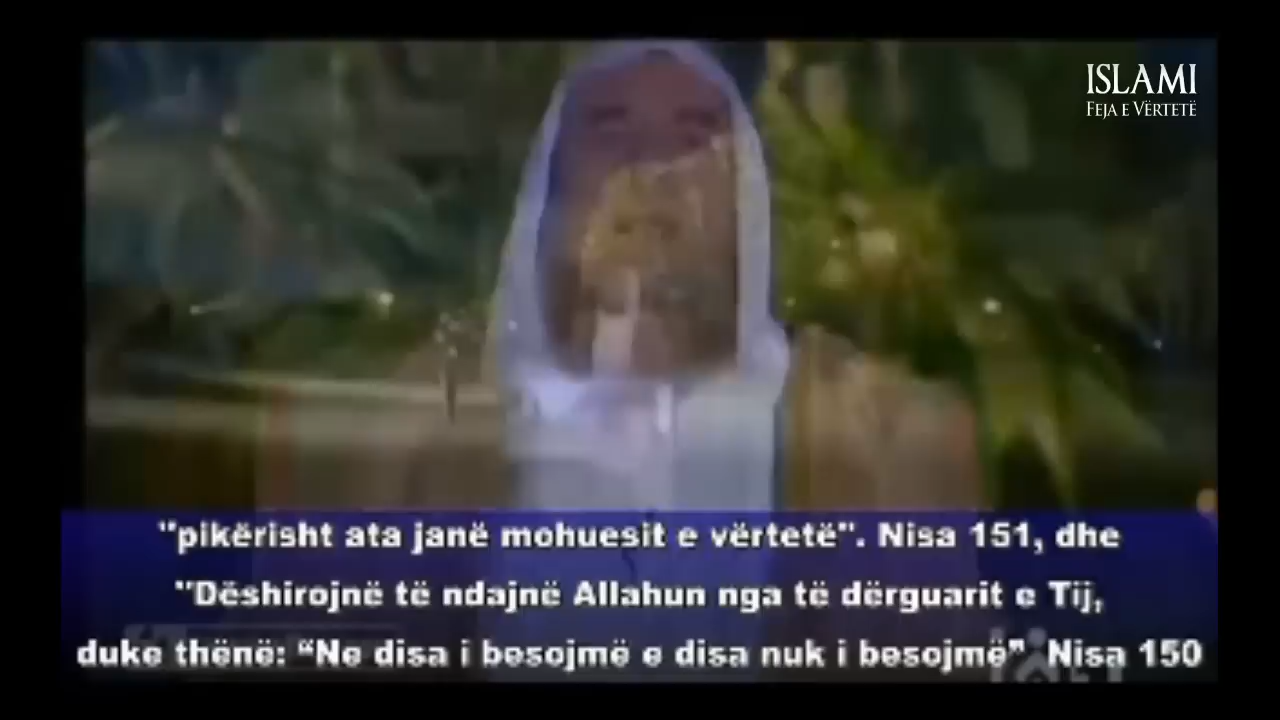 ISLAMI
FEJA E VËRTETË
"pikërisht ata janë mohuesit e vërtetë". Nisa 151, dhe
"Dëshirojnë të ndajnë Allahun nga të dërguarit e Tij,
duke thënë: “Ne disa i besojmë e disa nuk i besojmë” Nisa 150